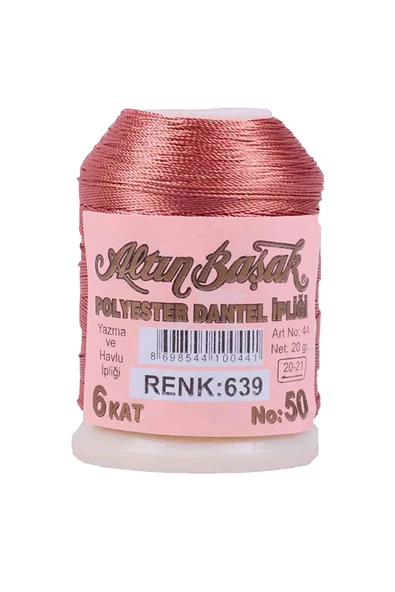 Altın Başak
POLYESTER DANTEL İPLİĞİ
Yazma
ve
Havlu
İpliği
8 698544 100441
Art No: 44
Net: 20 gr.
20-21
RENK:639
6 KAT
No: 50